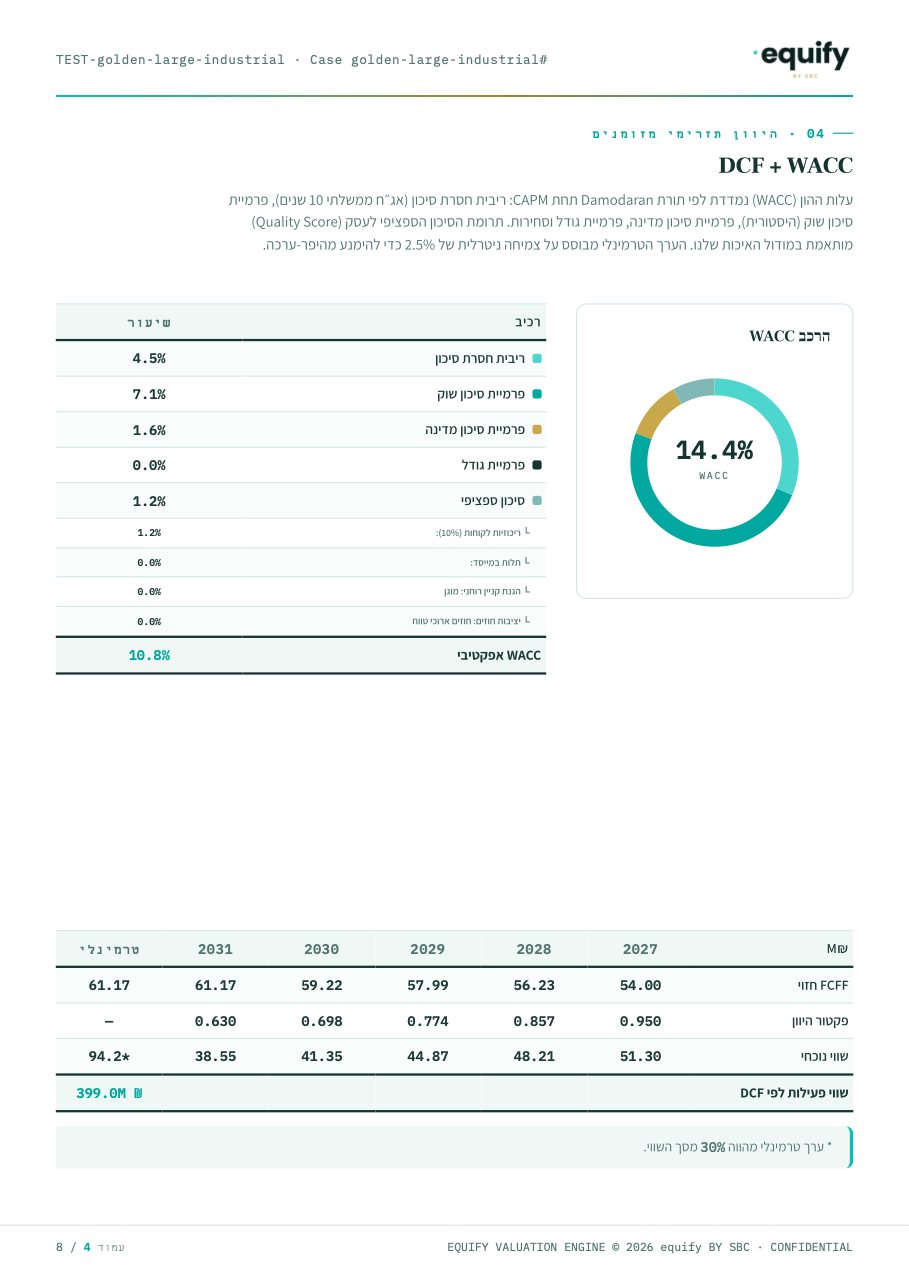 TEST-golden-large-industrial · Case golden-large-industrial#
equify
BY SBC
04 · היוון תזרימי מזומנים
DCF + WACC
עלות ההון (WACC) נמדדת לפי תורת Damodaran תחת CAPM: ריבית חסרת סיכון (אג״ח ממשלתי 10 שנים), פרמיית
סיכון שוק (היסטורית), פרמיית סיכון מדינה, פרמיית גודל וסחירות. תרומת הסיכון הספציפי לעסק (Quality Score)
מותאמת במודול האיכות שלנו. הערך הטרמינלי מבוסס על צמיחה ניטרלית של 2.5% כדי להימנע מהיפר-ערכה.
הרכב WACC
14.4%
WACC
רכיב שיעור
ריבית חסרת סיכון 4.5%
פרמיית סיכון שוק 7.1%
פרמיית סיכון מדינה 1.6%
פרמיית גודל 0.0%
סיכון ספציפי 1.2%
└ ריכוזיות לקוחות (10%): 1.2%
└ תלות במייסד: 0.0%
└ הגנת קניין רוחני: מוגן 0.0%
└ יציבות חוזים: חוזים ארוכי טווח 0.0%
WACC אפקטיבי 10.8%
₪M 2027 2028 2029 2030 2031 טרמינלי
FCFF חזוי 54.00 56.23 57.99 59.22 61.17 61.17
פקטור היוון 0.950 0.857 0.774 0.698 0.630 —
שווי נוכחי 51.30 48.21 44.87 41.35 38.55 94.2*
שווי פעילות לפי DCF 399.0M ₪
* ערך טרמינלי מהווה 30% מסך השווי.
EQUIFY VALUATION ENGINE © 2026 equify BY SBC · CONFIDENTIAL
עמוד 4 / 8